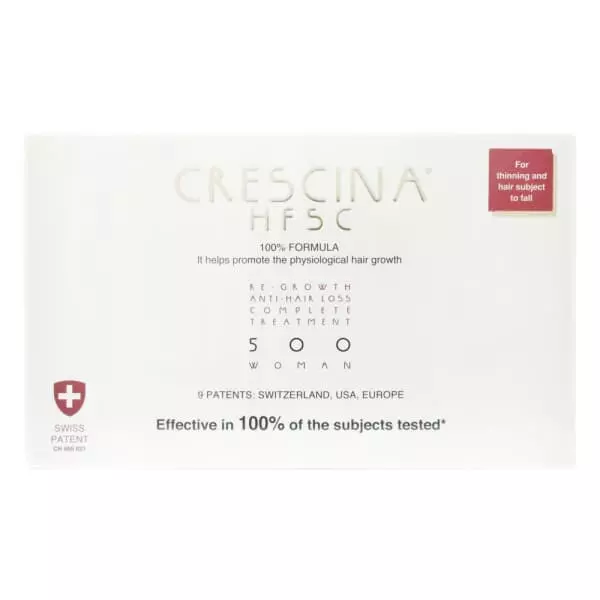 CRESCINA®
HFSC
100% FORMULA
It helps promote the physiological hair growth
RE-GROWTH
ANTI-HAIR LOSS
COMPLETE
TREATMENT
500
WOMAN
9 PATENTS: SWITZERLAND, USA, EUROPE
Effective in 100% of the subjects tested*
For
thinning and
hair subject
to fall
SWISS
PATENT
CH